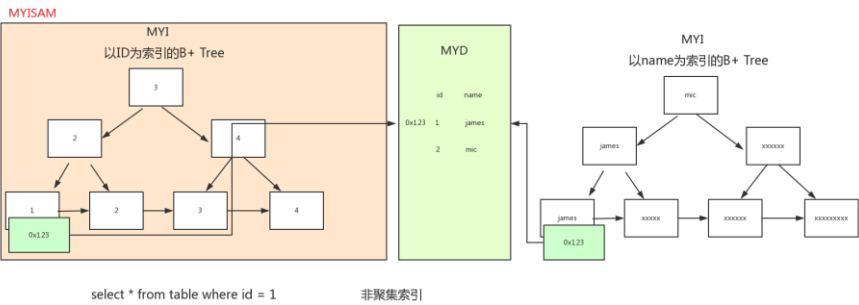 MYISAM
MYI
以ID为索引的B+ Tree
3
2
4
1
2
3
4
0x123
MYD
id name
0x123 1 james
2 mic
MYI
以name为索引的B+ Tree
mic
james
xxxxxx
james
xxxxx
xxxxxx
xxxxxxxxx
0x123
select * from table where id = 1
非聚集索引